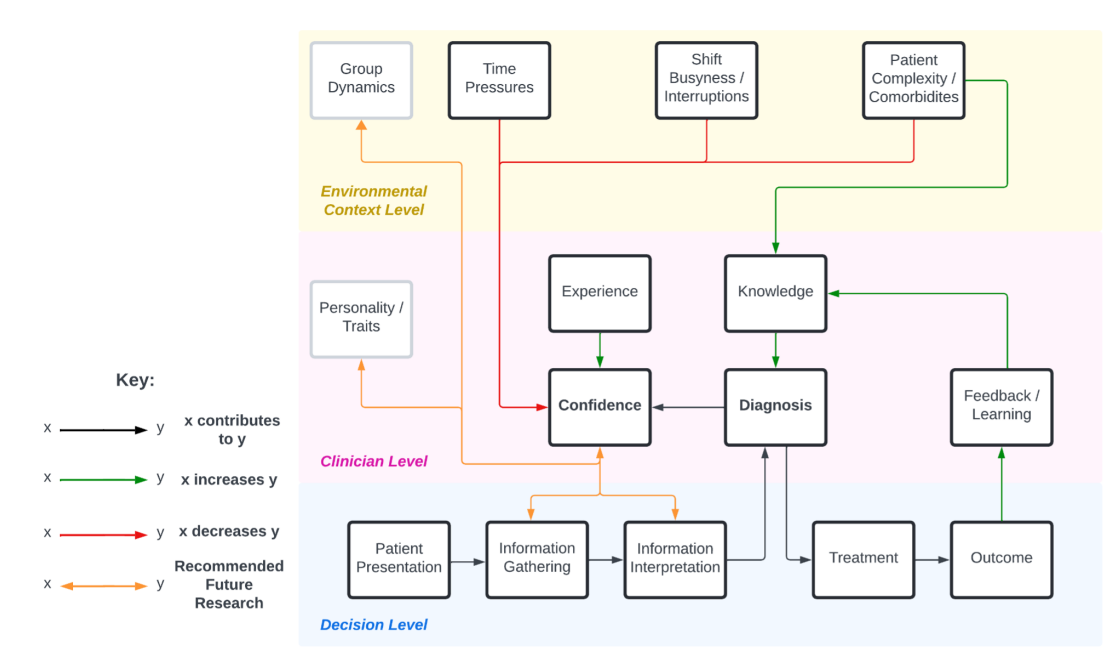 Group
Dynamics
Time
Pressures
Shift
Busyness /
Interruptions
Patient
Complexity /
Comorbidites
Environmental
Context Level
Experience
Knowledge
Personality /
Traits
Confidence
Diagnosis
Feedback /
Learning
Clinician Level
Patient
Presentation
Information
Gathering
Information
Interpretation
Treatment
Outcome
Decision Level
Key:
x y x contributes
to y
x y x increases y
x y x decreases y
x y Recommended
Future
Research